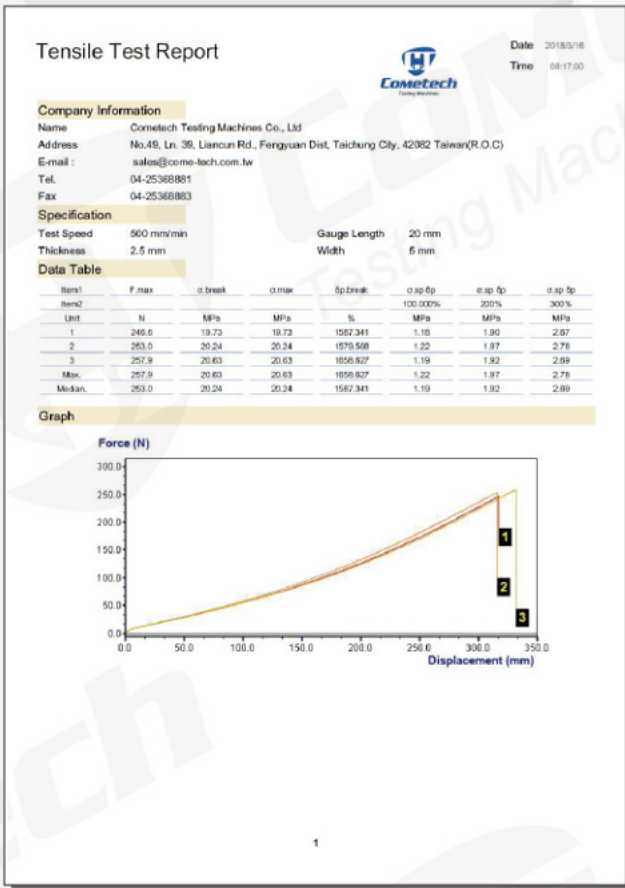 Tensile Test Report
Date 2018/3/16
Time 08:17:00
Cometech
Testing Machines
Company Information
Name Cometech Testing Machines Co., Ltd
Address No.49, Ln. 39, Liancun Rd., Fengyuan Dist, Taichung City, 42082 Taiwan(R.O.C)
E-mail : sales@come-tech.com.tw
Tel. 04-25368881
Fax 04-25368883
Specification
Test Speed 500 mm/min Gauge Length 20 mm
Thickness 2.5 mm Width 5 mm
Data Table
Item1 F.max σ.break σ.max δp.break σ.sp δp σ.sp δp σ.sp δp
Item2 100.000% 200% 300%
Unit N MPa MPa % MPa MPa MPa
1 246.6 19.73 19.73 1587.341 1.18 1.90 2.67
2 253.0 20.24 20.24 1579.568 1.22 1.97 2.78
3 257.9 20.63 20.63 1656.627 1.19 1.92 2.69
Max. 257.9 20.63 20.63 1656.627 1.22 1.97 2.78
Median. 253.0 20.24 20.24 1587.341 1.19 1.92 2.69
Graph
Force (N)
300.0
250.0
200.0
150.0
100.0
50.0
0.0
1
2
3
0.0 50.0 100.0 150.0 200.0 250.0 300.0 350.0
Displacement (mm)
1
Testing Mach
ech